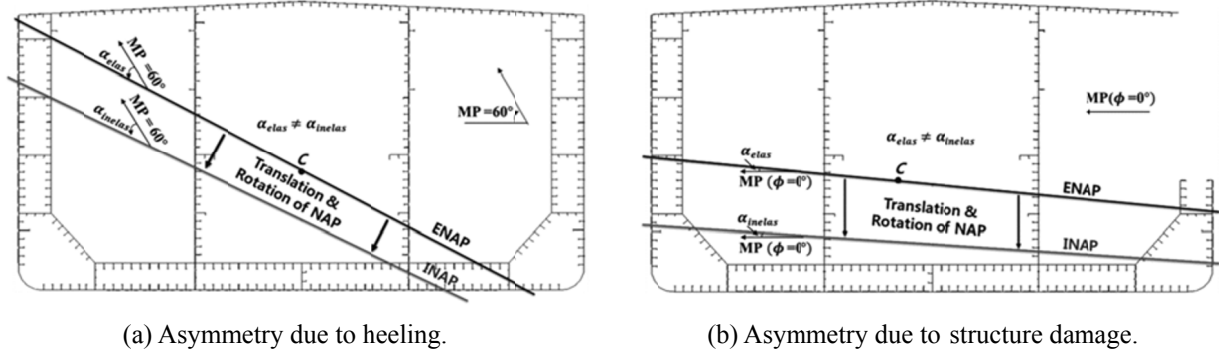 MP =60°
α_elas
MP =60°
α_inelas
MP =60°
α_elas ≠ α_inelas
C
Translation &
Rotation of NAP
ENAP
INAP
MP(ϕ =0°)
α_elas ≠ α_inelas
α_elas
C
MP (ϕ =0°)
Translation &
Rotation of NAP
ENAP
α_inelas
MP (ϕ =0°)
INAP
(a) Asymmetry due to heeling.
(b) Asymmetry due to structure damage.